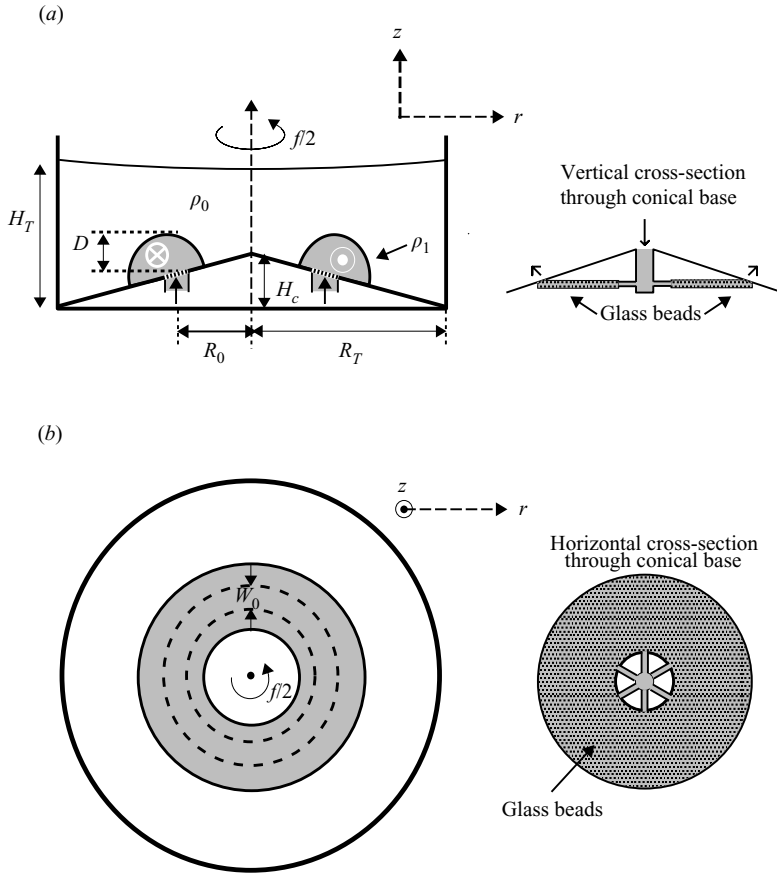 (a)
z
r
f/2
H_T
ρ_0
D
ρ_1
H_c
R_0
R_T
Vertical cross-section
through conical base
Glass beads
(b)
z
r
W_0
f/2
Horizontal cross-section
through conical base
Glass beads